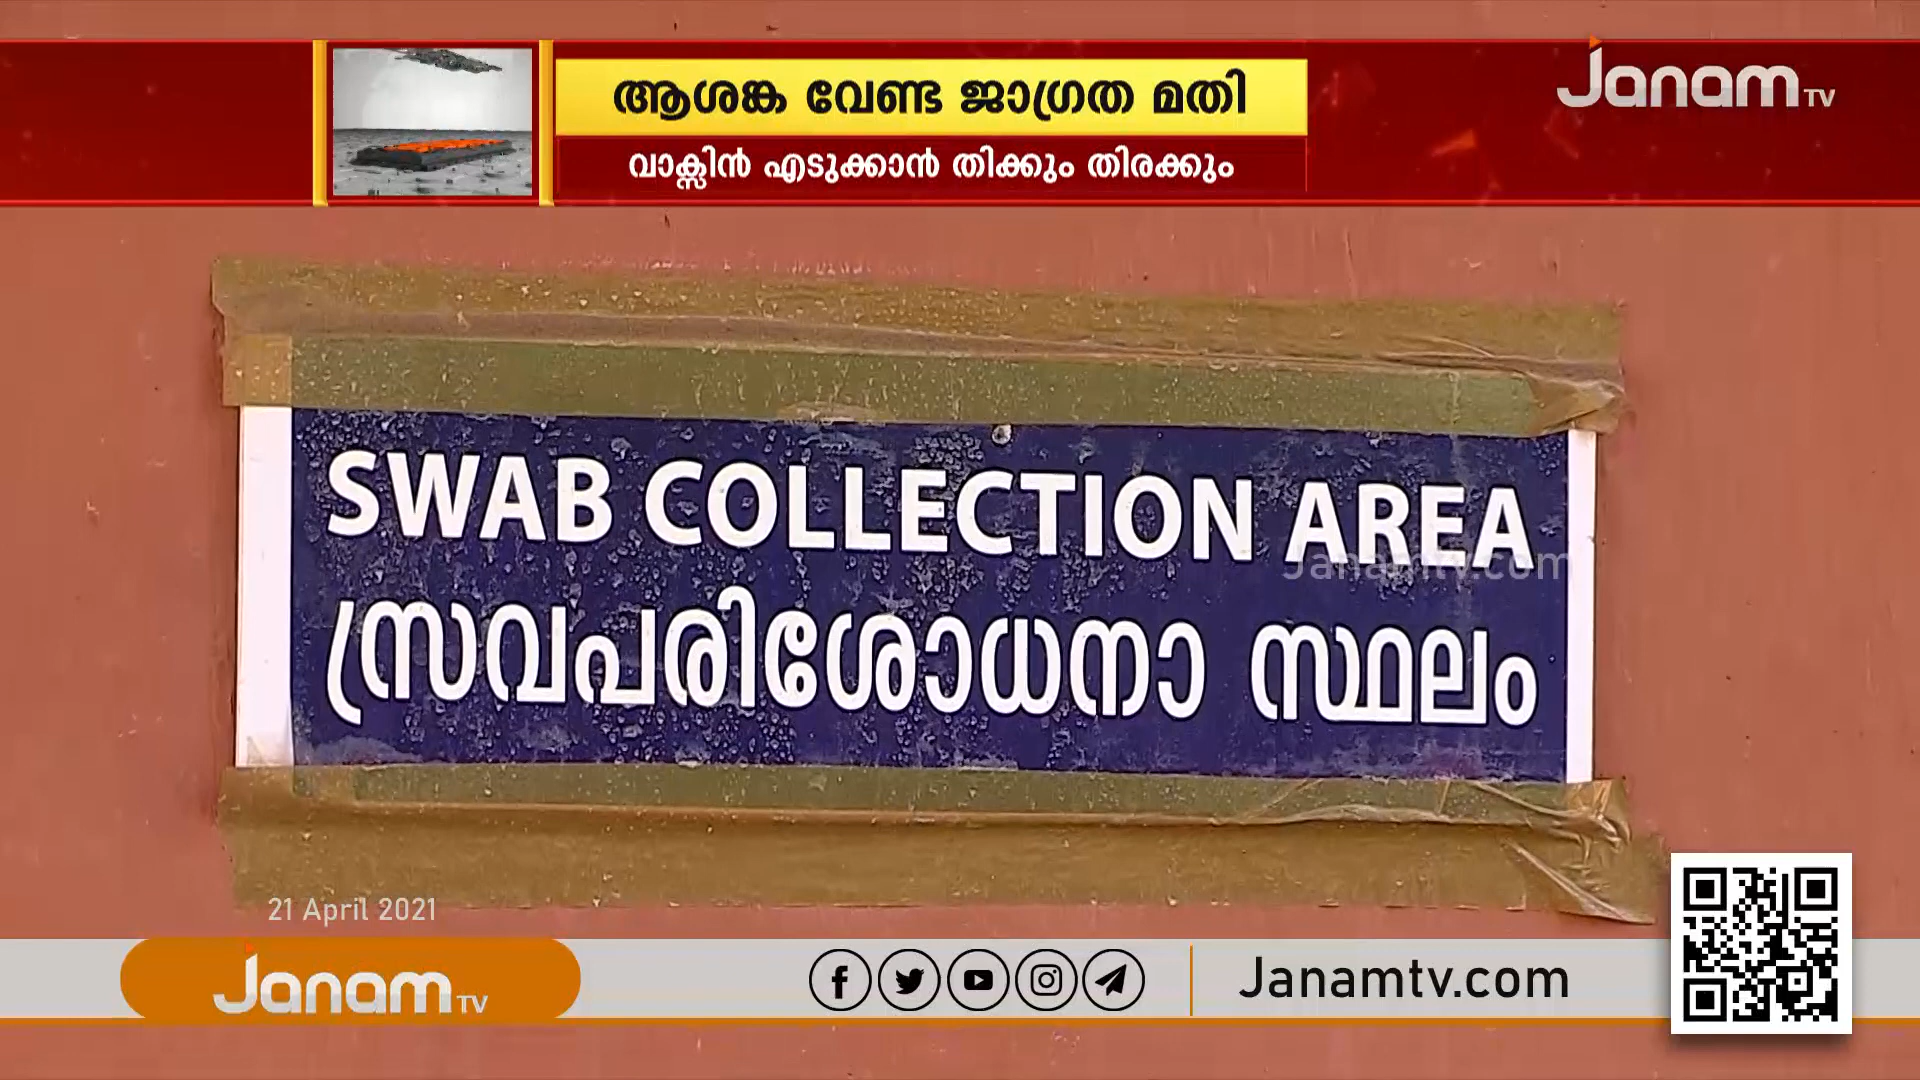 ആശങ്ക വേണ്ട ജാഗ്രത മതി
വാക്സിൻ എടുക്കാൻ തിക്കും തിരക്കും
Janam TV
SWAB COLLECTION AREA
Janamtv.com
സ്രവപരിശോധനാ സ്ഥലം
21 April 2021
Janam TV
Janamtv.com